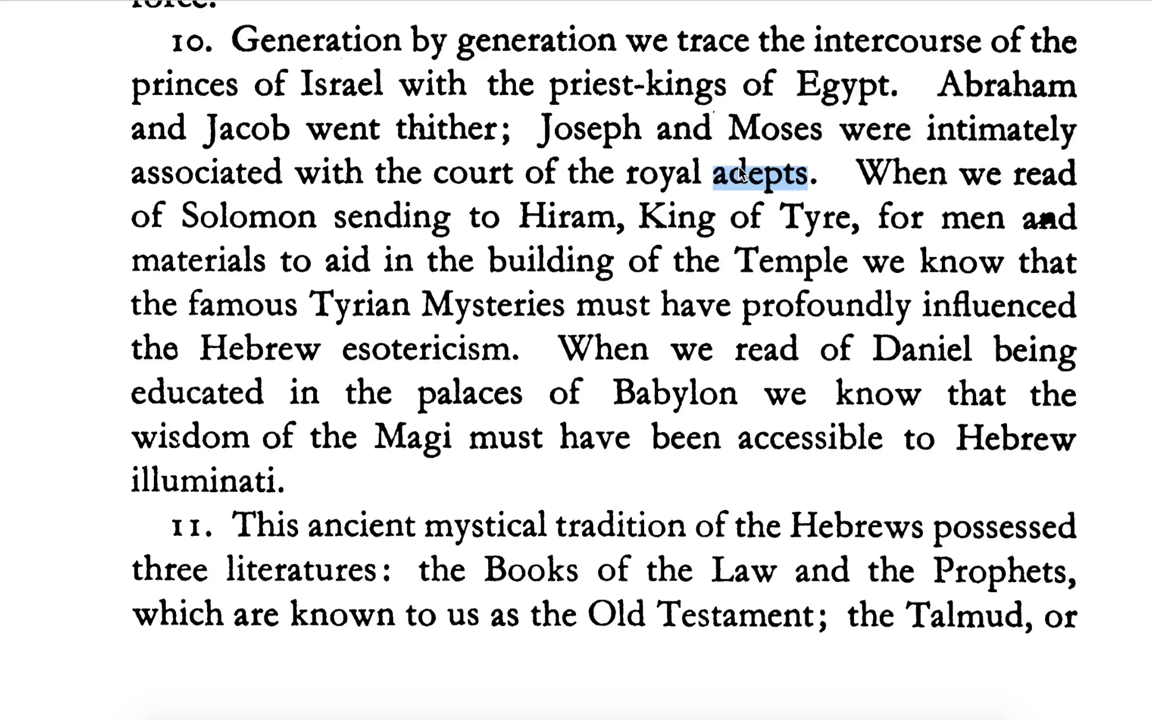 10. Generation by generation we trace the intercourse of the
princes of Israel with the priest-kings of Egypt. Abraham
and Jacob went thither; Joseph and Moses were intimately
associated with the court of the royal adepts. When we read
of Solomon sending to Hiram, King of Tyre, for men and
materials to aid in the building of the Temple we know that
the famous Tyrian Mysteries must have profoundly influenced
the Hebrew esotericism. When we read of Daniel being
educated in the palaces of Babylon we know that the
wisdom of the Magi must have been accessible to Hebrew
illuminati.
11. This ancient mystical tradition of the Hebrews possessed
three literatures: the Books of the Law and the Prophets,
which are known to us as the Old Testament; the Talmud, or